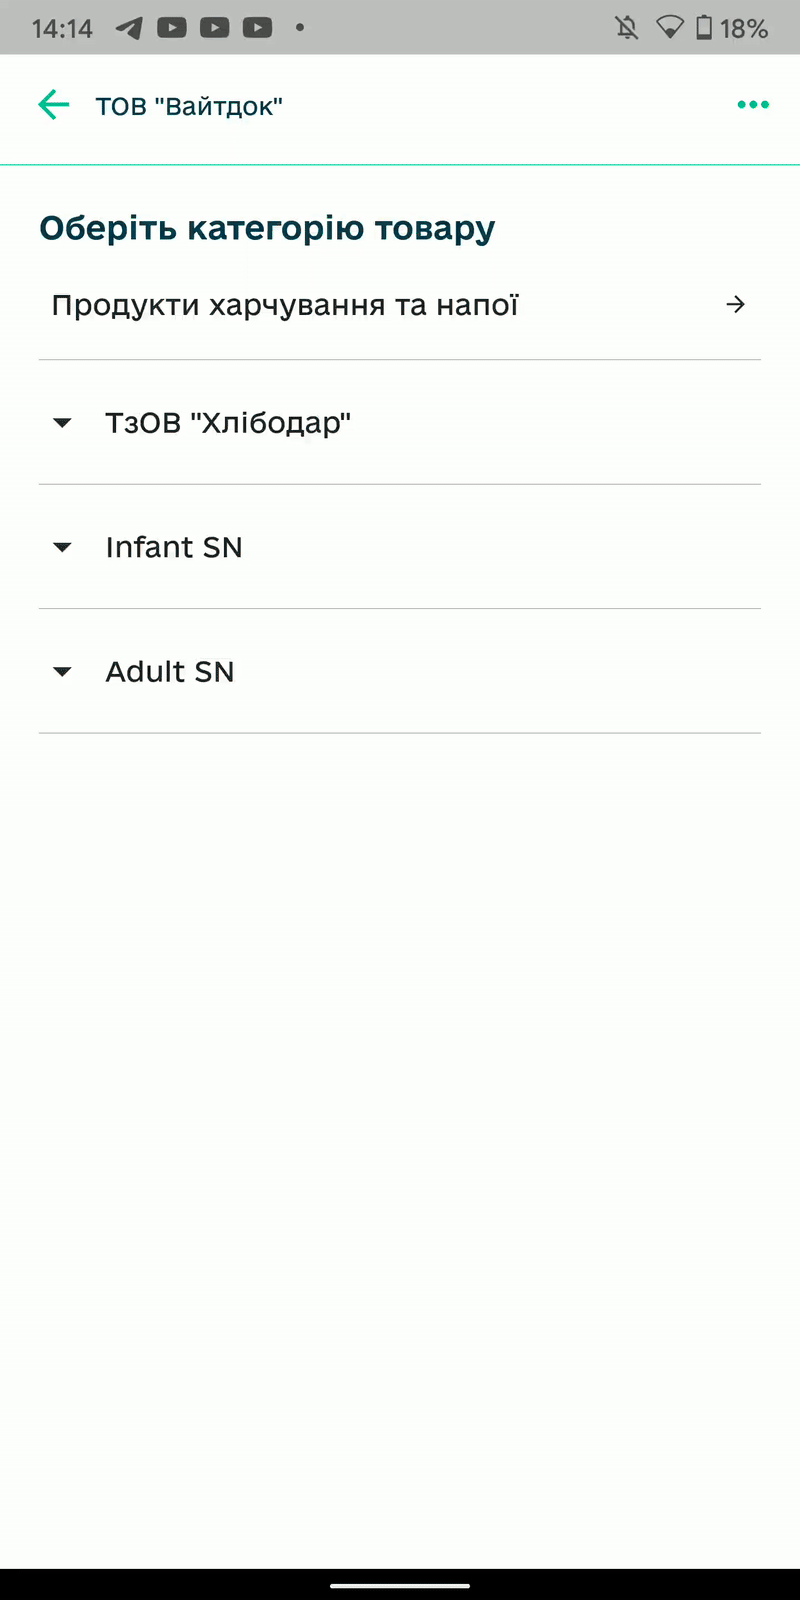 14:14
18%
ТОВ "Вайтдок"
Оберіть категорію товару
Продукти харчування та напої
ТзОВ "Хлібодар"
Infant SN
Adult SN